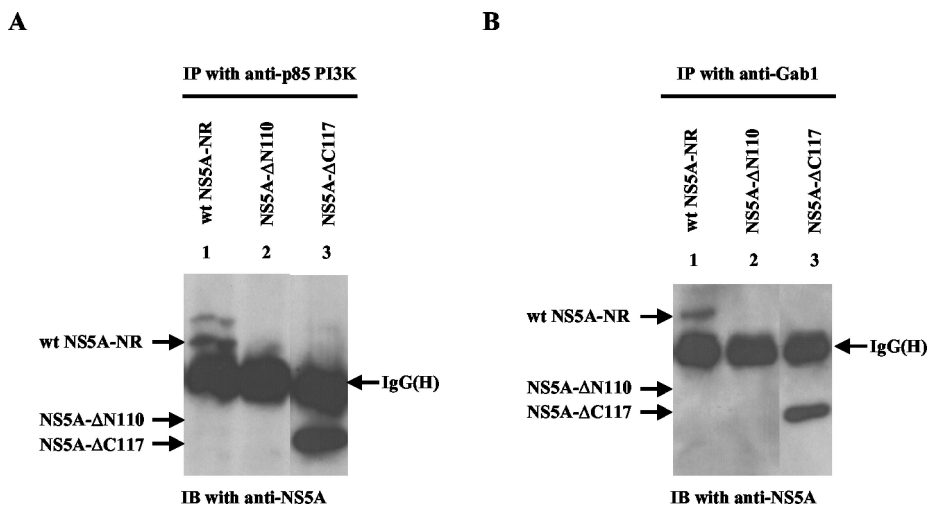 A
IP with anti-p85 PI3K
wt NS5A-NR
NS5A-ΔN110
NS5A-ΔC117
1 2 3
wt NS5A-NR
IgG(H)
NS5A-ΔN110
NS5A-ΔC117
IB with anti-NS5A
B
IP with anti-Gab1
wt NS5A-NR
NS5A-ΔN110
NS5A-ΔC117
1 2 3
wt NS5A-NR
IgG(H)
NS5A-ΔN110
NS5A-ΔC117
IB with anti-NS5A